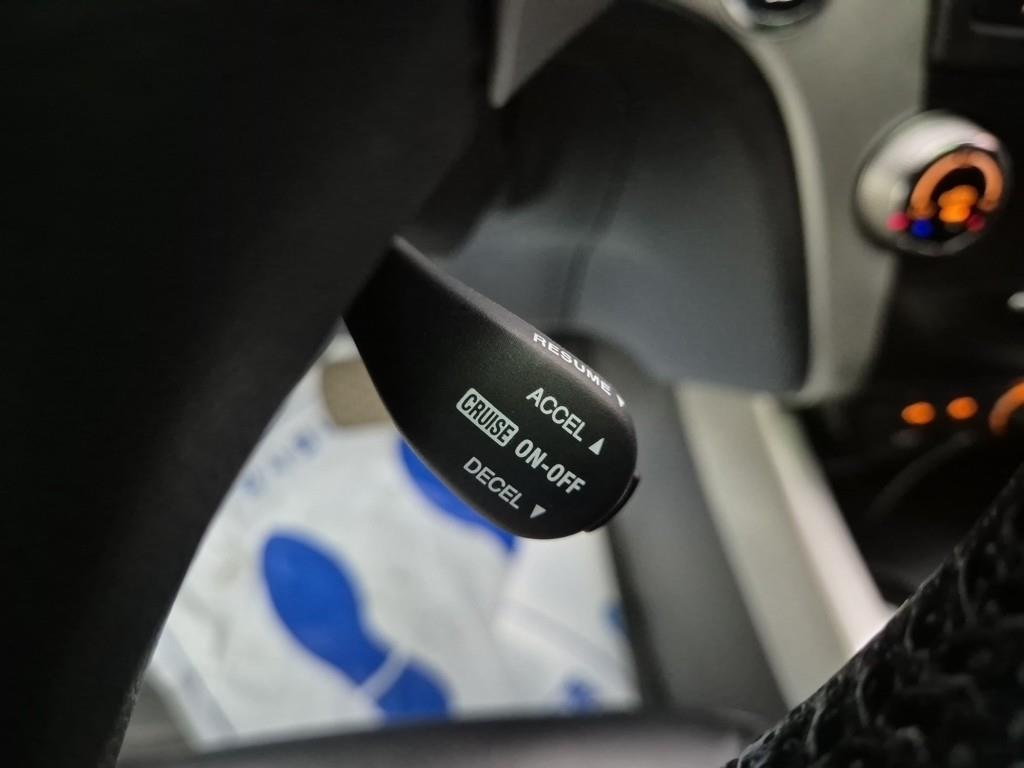 RESUME ▼
ACCEL ▲
CRUISE ON-OFF
DECEL ▼